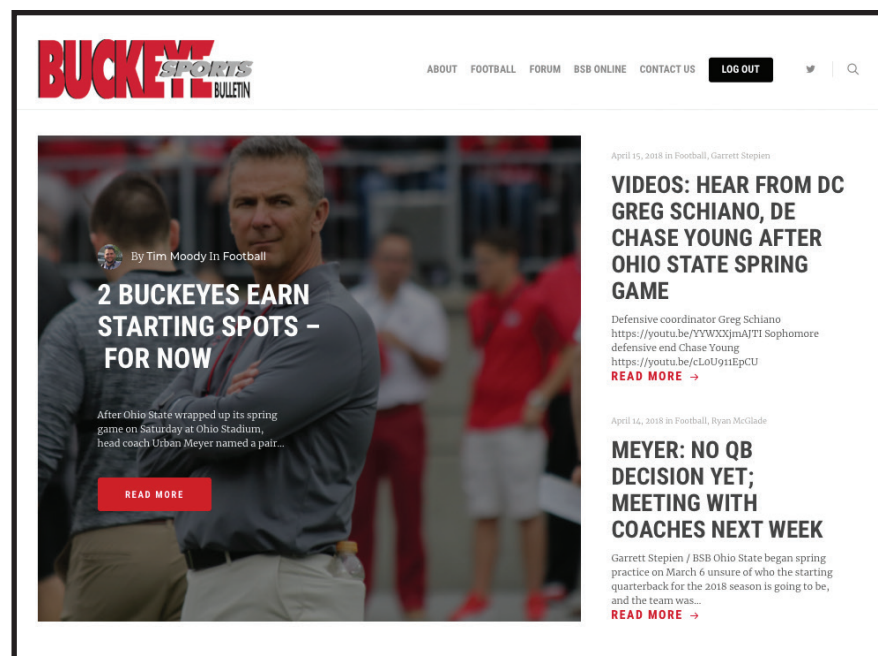 BUCKEYE
SPORTS
BULLETIN
ABOUT FOOTBALL FORUM BSB ONLINE CONTACT US LOG OUT
By Tim Moody In Football
2 BUCKEYES EARN
STARTING SPOTS –
FOR NOW
After Ohio State wrapped up its spring
game on Saturday at Ohio Stadium,
head coach Urban Meyer named a pair...
READ MORE
April 15, 2018 in Football, Garrett Stepien
VIDEOS: HEAR FROM DC
GREG SCHIANO, DE
CHASE YOUNG AFTER
OHIO STATE SPRING
GAME
Defensive coordinator Greg Schiano
https://youtu.be/YYWXXjmAJTI Sophomore
defensive end Chase Young
https://youtu.be/cL0U911EpCU
READ MORE →
April 14, 2018 in Football, Ryan McGlade
MEYER: NO QB
DECISION YET;
MEETING WITH
COACHES NEXT WEEK
Garrett Stepien / BSB Ohio State began spring
practice on March 6 unsure of who the starting
quarterback for the 2018 season is going to be,
and the team was...
READ MORE →